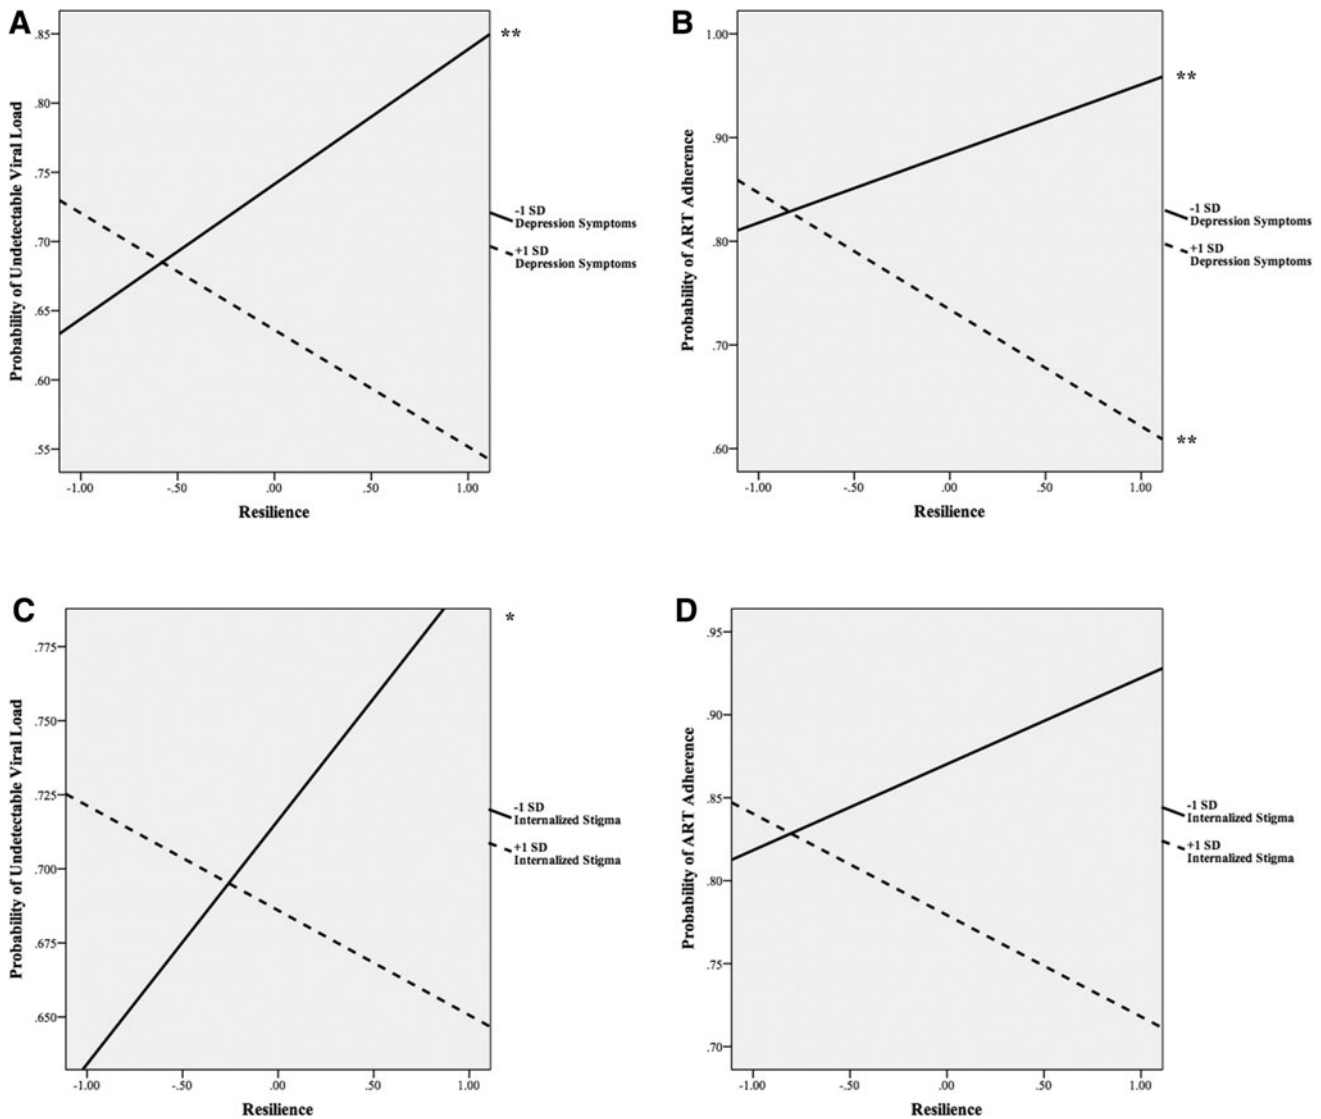 A
Probability of Undetectable Viral Load
.85
.80
.75
.70
.65
.60
.55
-1.00 -.50 .00 .50 1.00
Resilience
**
-1 SD
Depression Symptoms
+1 SD
Depression Symptoms
B
Probability of ART Adherence
1.00
.90
.80
.70
.60
-1.00 -.50 .00 .50 1.00
Resilience
**
-1 SD
Depression Symptoms
+1 SD
Depression Symptoms
**
C
Probability of Undetectable Viral Load
.775
.750
.725
.700
.675
.650
-1.00 -.50 .00 .50 1.00
Resilience
*
-1 SD
Internalized Stigma
+1 SD
Internalized Stigma
D
Probability of ART Adherence
.95
.90
.85
.80
.75
.70
-1.00 -.50 .00 .50 1.00
Resilience
-1 SD
Internalized Stigma
+1 SD
Internalized Stigma